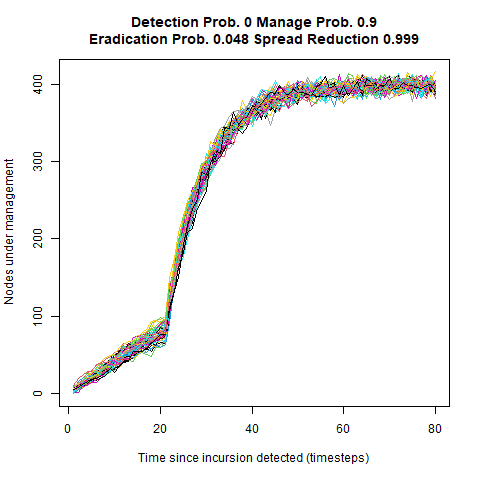 Detection Prob. 0 Manage Prob. 0.9
Eradication Prob. 0.048 Spread Reduction 0.999
Nodes under management
400
300
200
100
0
0 20 40 60 80
Time since incursion detected (timesteps)